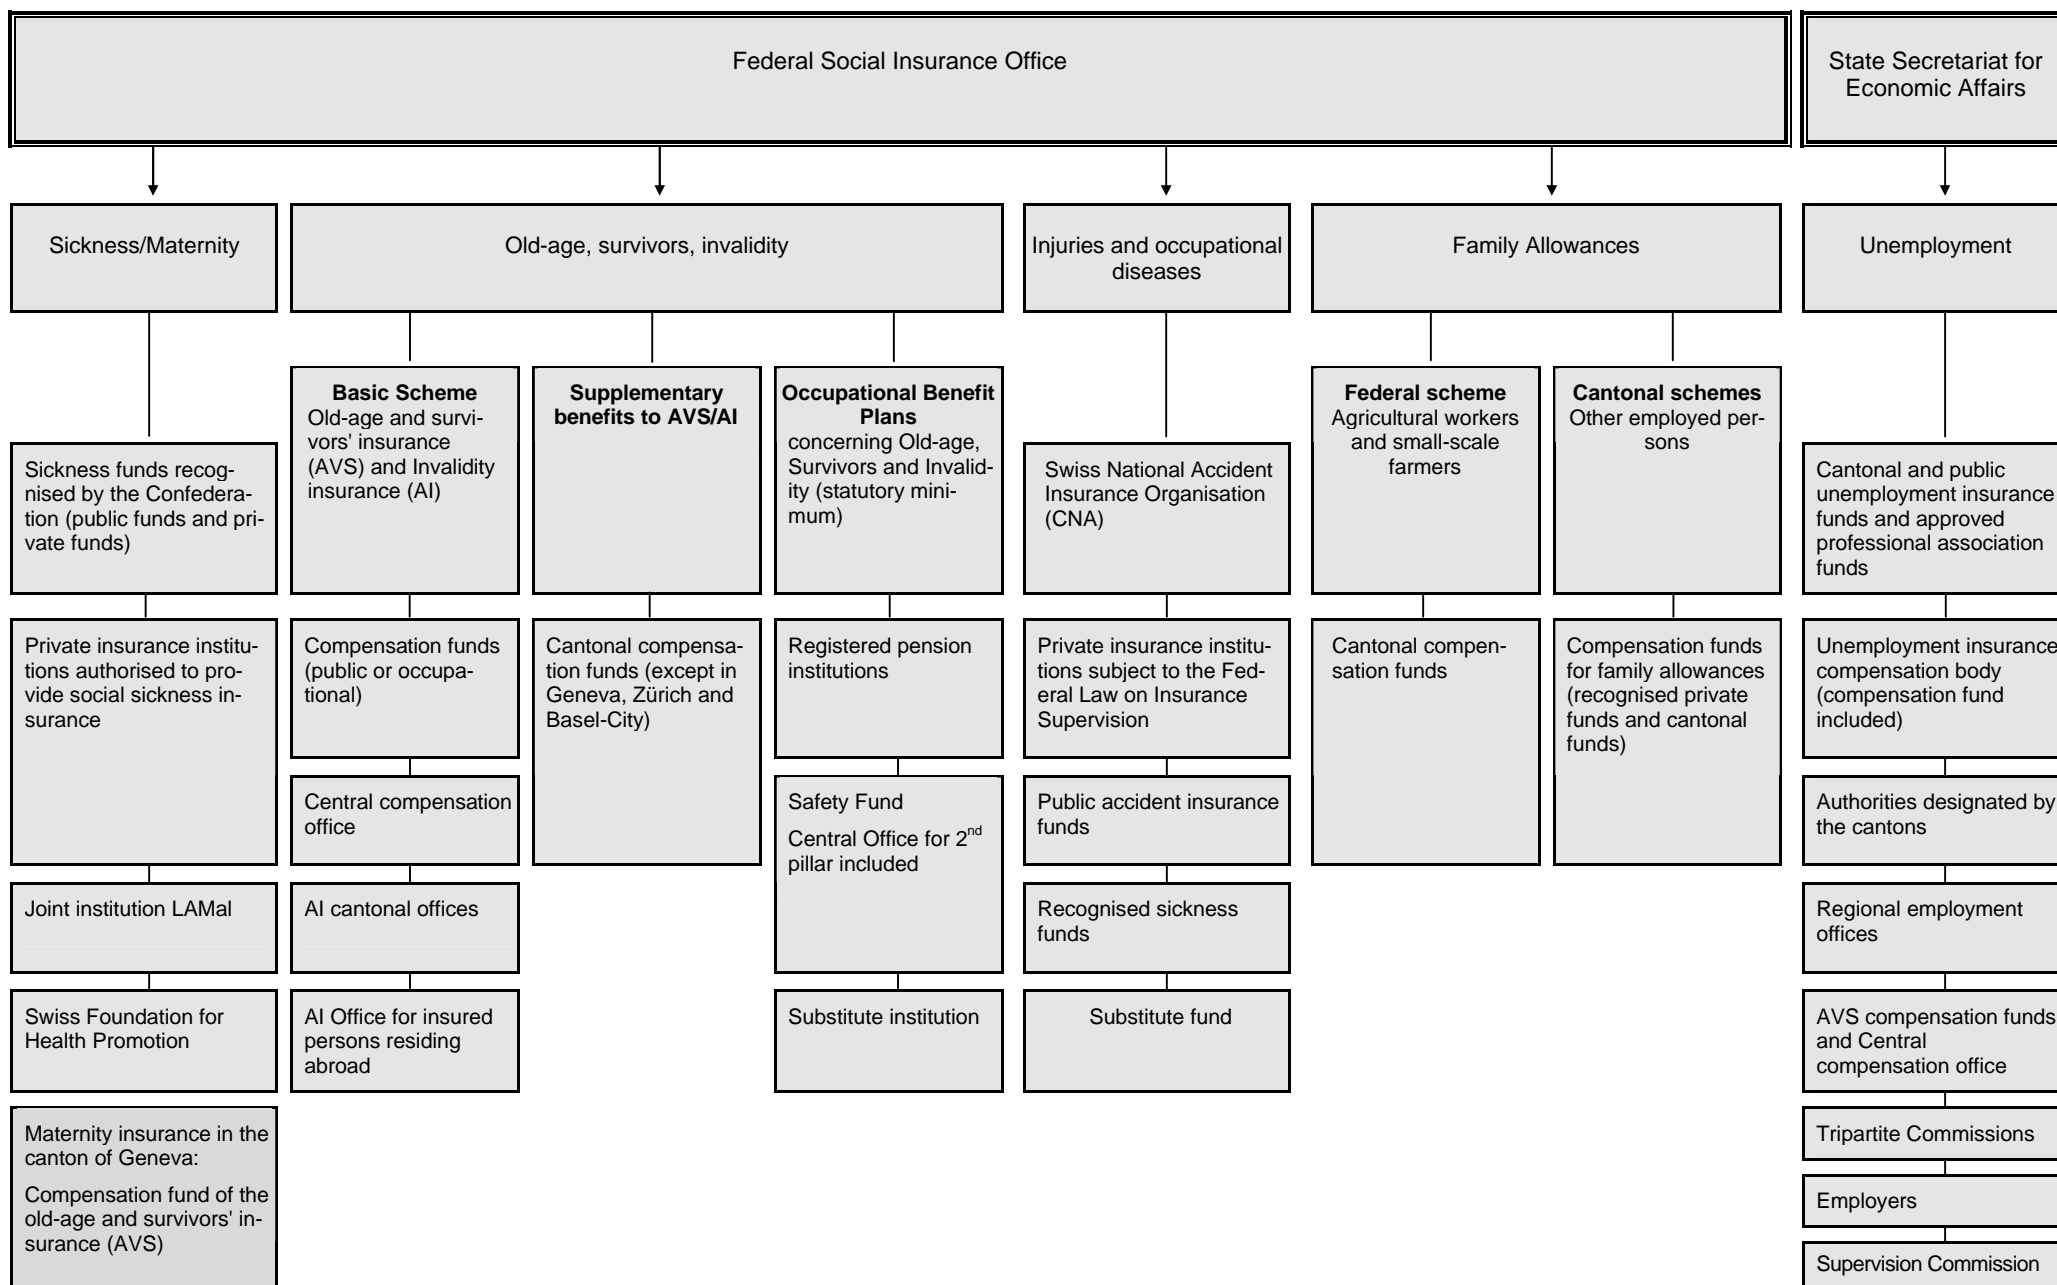 Federal Social Insurance Office
State Secretariat for
Economic Affairs
Sickness/Maternity
Old-age, survivors, invalidity
Injuries and occupational
diseases
Family Allowances
Unemployment
Sickness funds recog-
nised by the Confedera-
tion (public funds and pri-
vate funds)
Basic Scheme
Old-age and survi-
vors' insurance
(AVS) and Invalidity
insurance (AI)
Supplementary
benefits to AVS/AI
Occupational Benefit
Plans
concerning Old-age,
Survivors and Invalid-
ity (statutory mini-
mum)
Swiss National Accident
Insurance Organisation
(CNA)
Federal scheme
Agricultural workers
and small-scale
farmers
Cantonal schemes
Other employed per-
sons
Cantonal and public
unemployment insurance
funds and approved
professional association
funds
Private insurance institu-
tions authorised to pro-
vide social sickness in-
surance
Compensation funds
(public or occupa-
tional)
Cantonal compensa-
tion funds (except in
Geneva, Zürich and
Basel-City)
Registered pension
institutions
Private insurance institu-
tions subject to the Fed-
eral Law on Insurance
Supervision
Cantonal compen-
sation funds
Compensation funds
for family allowances
(recognised private
funds and cantonal
funds)
Unemployment insurance
compensation body
(compensation fund
included)
Central compensation
office
Safety Fund
Central Office for 2nd
pillar included
Public accident insurance
funds
Authorities designated by
the cantons
Joint institution LAMal
AI cantonal offices
Recognised sickness
funds
Regional employment
offices
Swiss Foundation for
Health Promotion
AI Office for insured
persons residing
abroad
Substitute institution
Substitute fund
AVS compensation funds
and Central
compensation office
Maternity insurance in the
canton of Geneva:
Compensation fund of the
old-age and survivors' in-
surance (AVS)
Tripartite Commissions
Employers
Supervision Commission